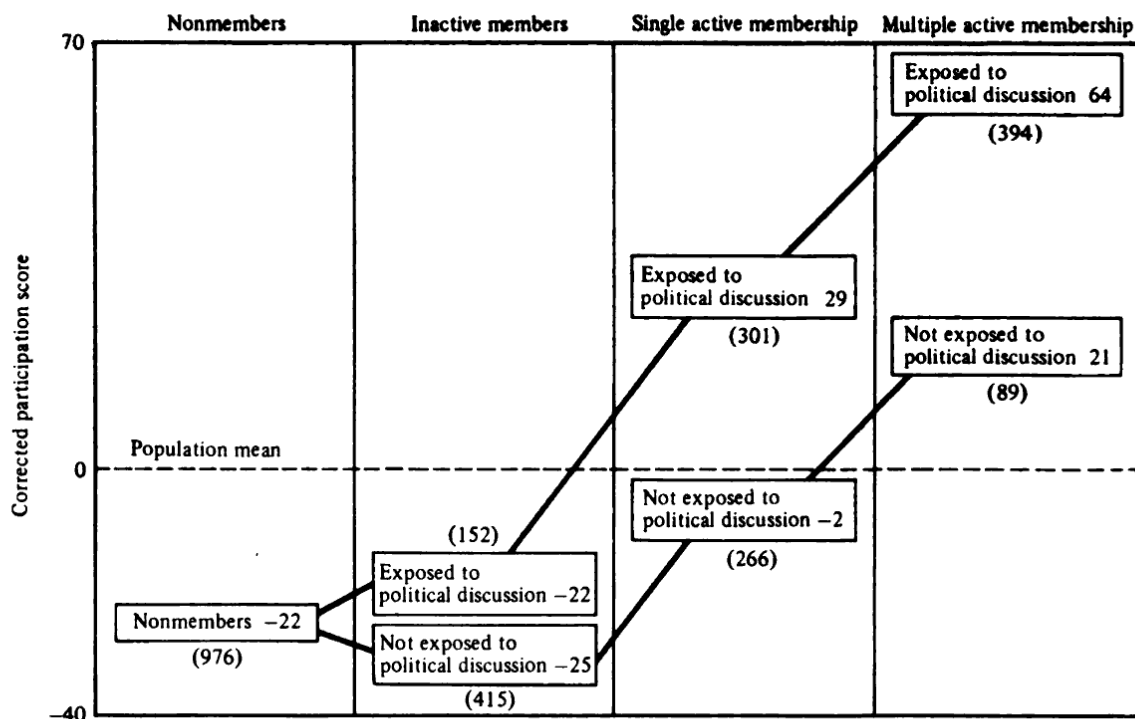 Nonmembers
Inactive members
Single active membership
Multiple active membership
70
Exposed to
political discussion 64
(394)
Exposed to
political discussion 29
(301)
Not exposed to
political discussion 21
(89)
Corrected participation score
Population mean
0
Not exposed to
political discussion –2
(266)
(152)
Exposed to
political discussion –22
Nonmembers –22
(976)
Not exposed to
political discussion –25
(415)
–40